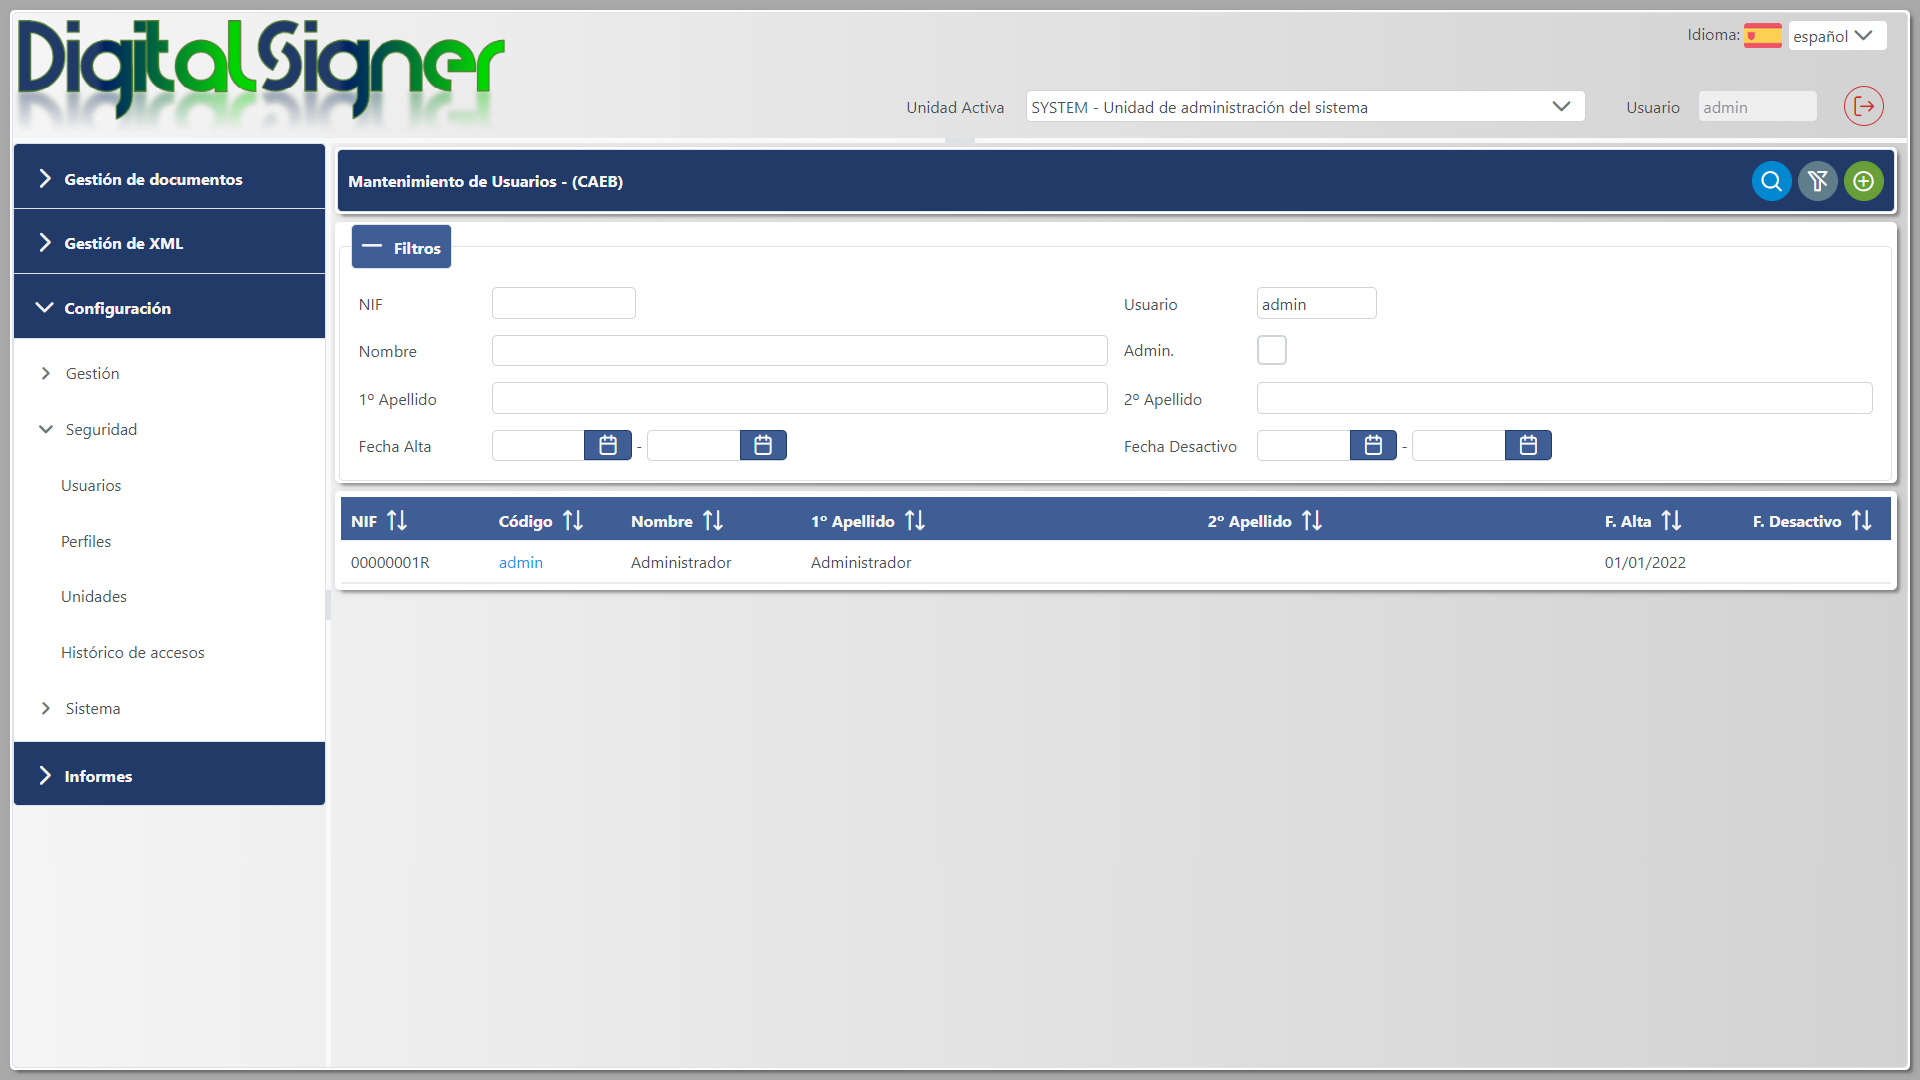 DigitalSigner
Idioma: español
Unidad Activa SYSTEM - Unidad de administración del sistema Usuario admin
Gestión de documentos
Gestión de XML
Configuración
Gestión
Seguridad
Usuarios
Perfiles
Unidades
Histórico de accesos
Sistema
Informes
Mantenimiento de Usuarios - (CAEB)
Filtros
NIF Usuario admin
Nombre Admin.
1º Apellido 2º Apellido
Fecha Alta - Fecha Desactivo -
NIF Código Nombre 1º Apellido 2º Apellido F. Alta F. Desactivo
00000001R admin Administrador Administrador 01/01/2022